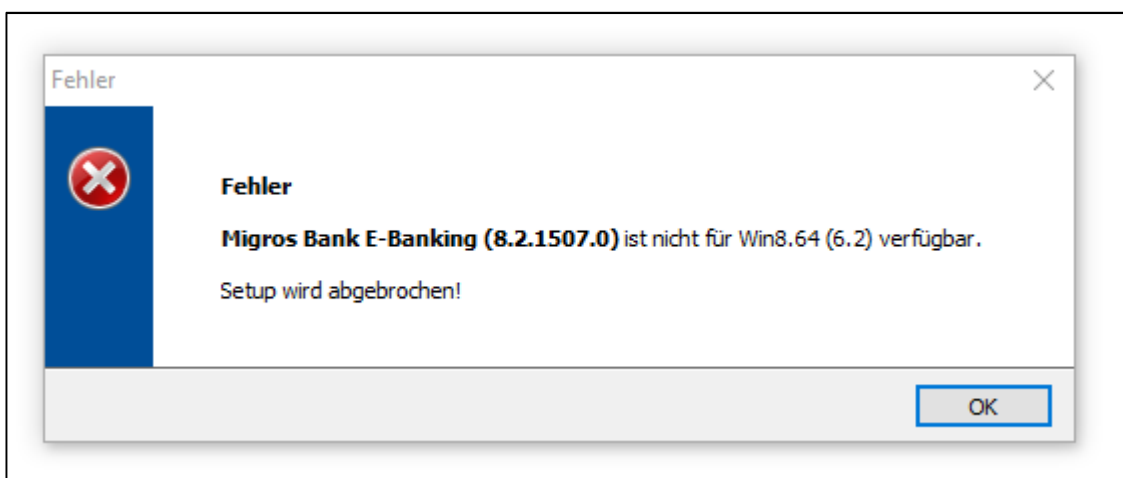 Fehler
Fehler
Migros Bank E-Banking (8.2.1507.0) ist nicht für Win8.64 (6.2) verfügbar.
Setup wird abgebrochen!
OK